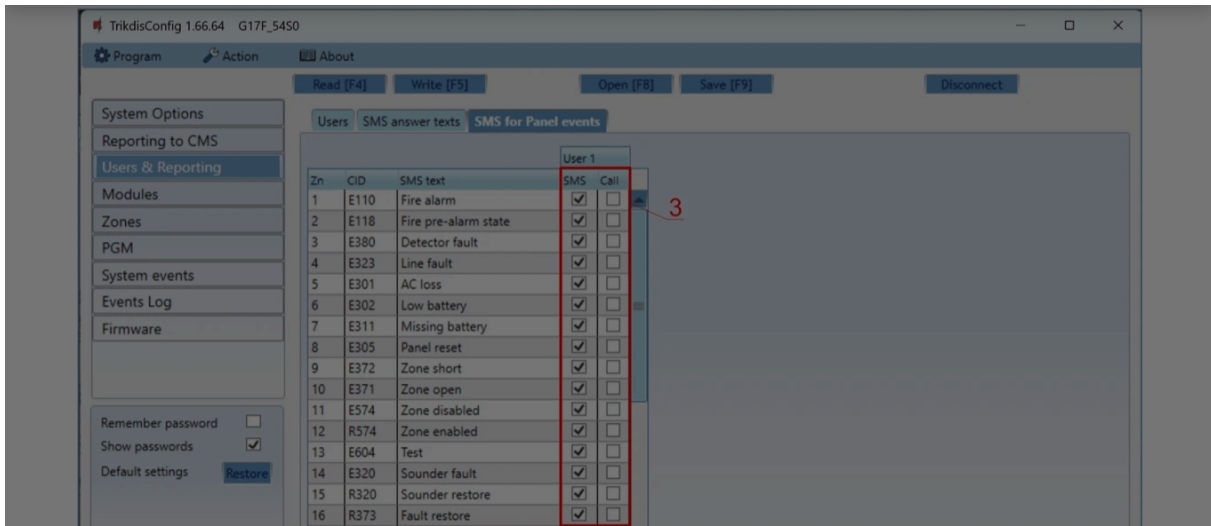 TrikdisConfig 1.66.64 G17F_54S0
Program Action About
Read [F4] Write [F5] Open [F8] Save [F9] Disconnect
System Options
Reporting to CMS
Users & Reporting
Modules
Zones
PGM
System events
Events Log
Firmware
Remember password
Show passwords
Default settings Restore
Users SMS answer texts SMS for Panel events
User 1
Zn CID SMS text SMS Call
1 E110 Fire alarm
2 E118 Fire pre-alarm state
3 E380 Detector fault
4 E323 Line fault
5 E301 AC loss
6 E302 Low battery
7 E311 Missing battery
8 E305 Panel reset
9 E372 Zone short
10 E371 Zone open
11 E574 Zone disabled
12 R574 Zone enabled
13 E604 Test
14 E320 Sounder fault
15 R320 Sounder restore
16 R373 Fault restore
3